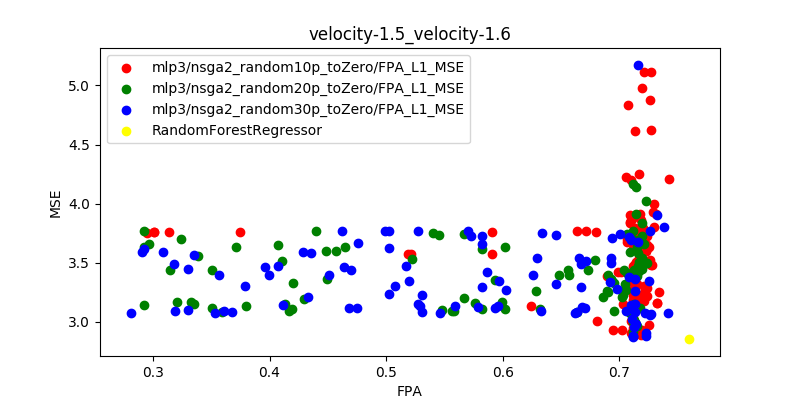 velocity-1.5_velocity-1.6
mlp3/nsga2_random10p_toZero/FPA_L1_MSE
mlp3/nsga2_random20p_toZero/FPA_L1_MSE
mlp3/nsga2_random30p_toZero/FPA_L1_MSE
RandomForestRegressor
MSE
5.0
4.5
4.0
3.5
3.0
0.3 0.4 0.5 0.6 0.7
FPA